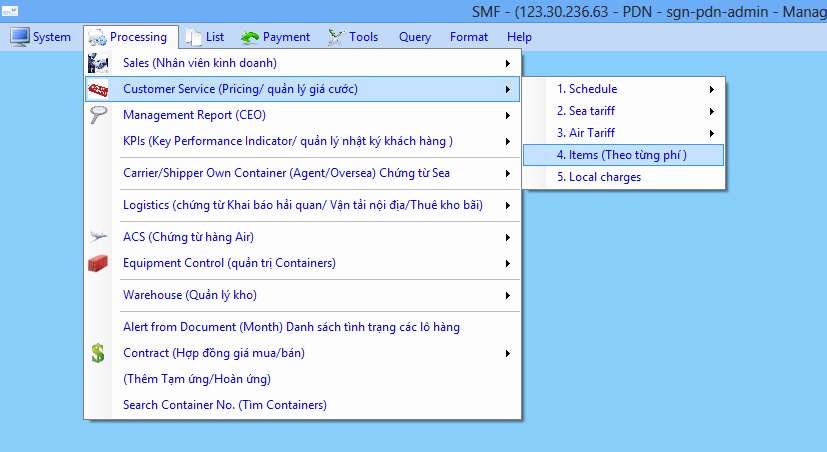 SMF - (123.30.236.63 - PDN - sgn-pdn-admin - Manag
System Processing List Payment Tools Query Format Help
Sales (Nhân viên kinh doanh)
Customer Service (Pricing/ quản lý giá cước)
Management Report (CEO)
KPIs (Key Performance Indicator/ quản lý nhật ký khách hàng )
Carrier/Shipper Own Container (Agent/Oversea) Chứng từ Sea
Logistics (chứng từ Khai báo hải quan/ Vận tải nội địa/Thuê kho bãi)
ACS (Chứng từ hàng Air)
Equipment Control (quản trị Containers)
Warehouse (Quản lý kho)
Alert from Document (Month) Danh sách tình trạng các lô hàng
Contract (Hợp đồng giá mua/bán)
(Thêm Tạm ứng/Hoàn ứng)
Search Container No. (Tìm Containers)
1. Schedule
2. Sea tariff
3. Air Tariff
4. Items (Theo từng phí )
5. Local charges